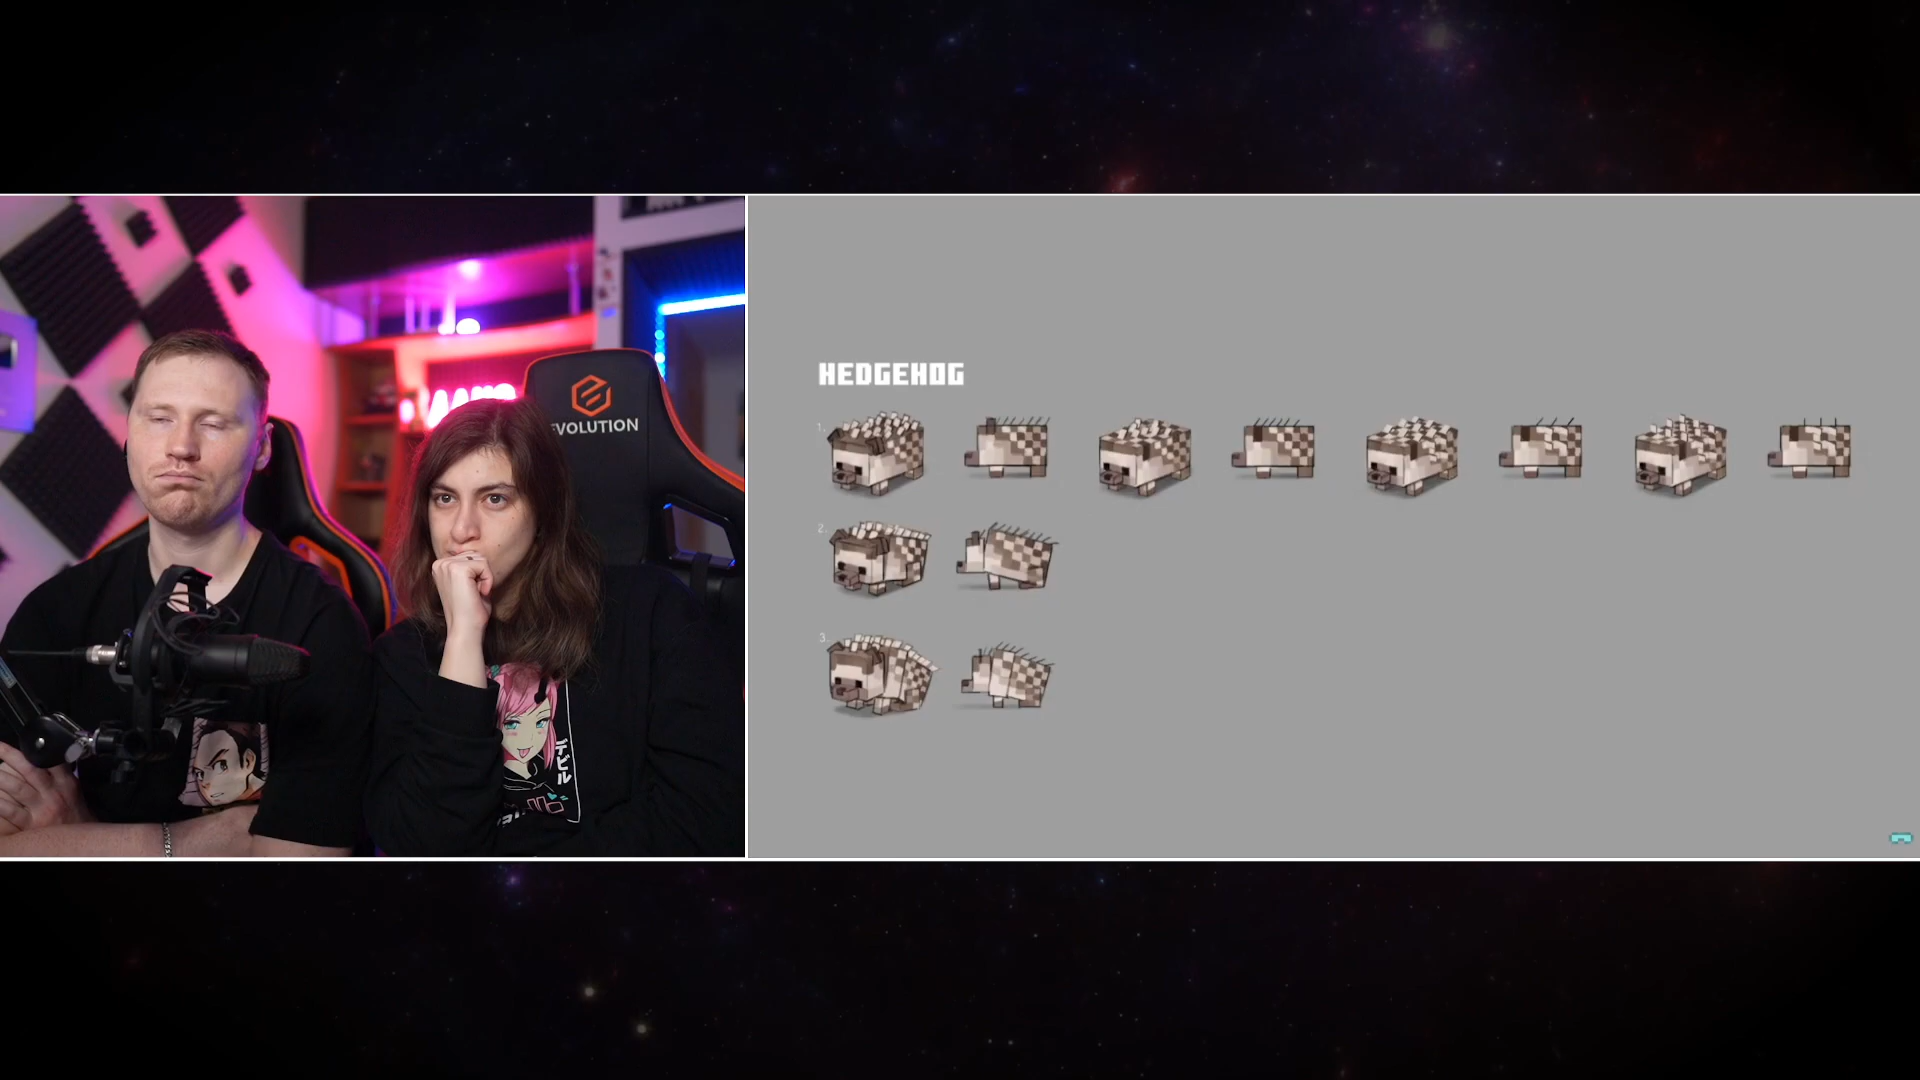 EVOLUTION
デビル
HEDGEHOG
1.
2.
3.